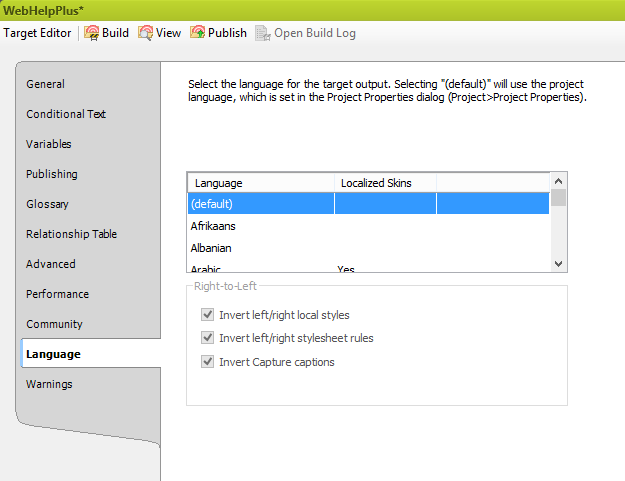 WebHelpPlus*
Target Editor Build View Publish Open Build Log
General
Conditional Text
Variables
Publishing
Glossary
Relationship Table
Advanced
Performance
Community
Language
Warnings
Select the language for the target output. Selecting "(default)" will use the project
language, which is set in the Project Properties dialog (Project>Project Properties).
Language Localized Skins
(default)
Afrikaans
Albanian
Arabic Yes
Right-to-Left
Invert left/right local styles
Invert left/right stylesheet rules
Invert Capture captions